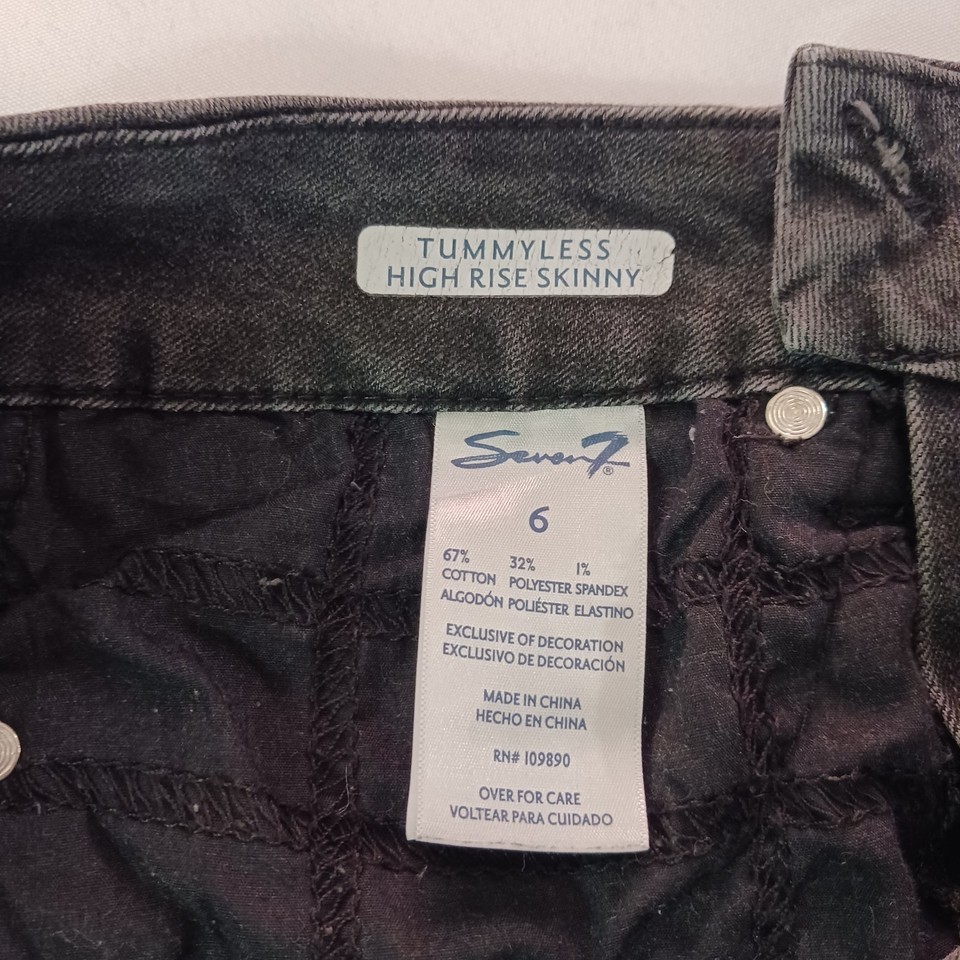 TUMMYLESS
HIGH RISE SKINNY
Seven7®
6
67% 32% 1%
COTTON POLYESTER SPANDEX
ALGODÓN POLIÉSTER ELASTINO
EXCLUSIVE OF DECORATION
EXCLUSIVO DE DECORACIÓN
MADE IN CHINA
HECHO EN CHINA
RN# 109890
OVER FOR CARE
VOLTEAR PARA CUIDADO